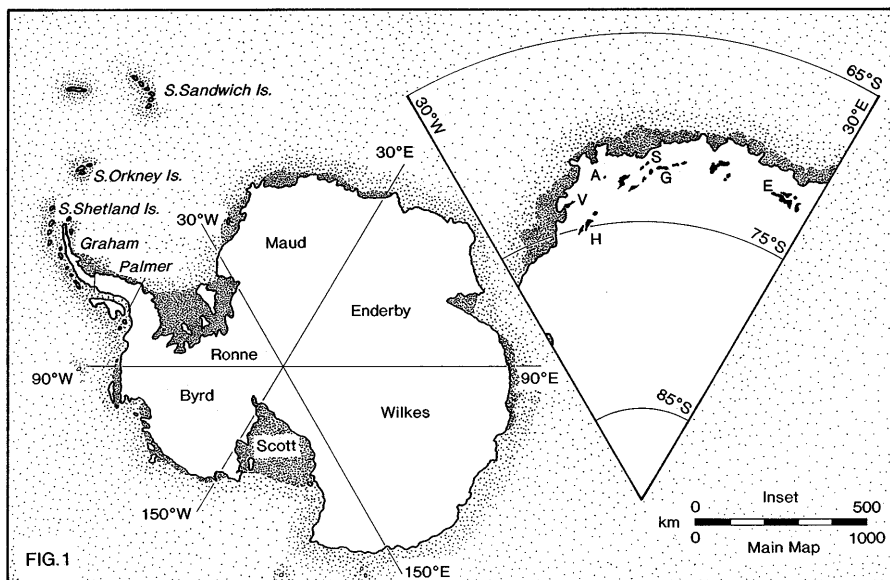 S.Sandwich Is.
S.Orkney Is.
S.Shetland Is.
Graham
Palmer
30°W
30°E
Maud
Enderby
Ronne
90°W
90°E
Byrd
Wilkes
Scott
150°W
150°E
FIG.1
65°S
30°W
30°E
A
S
G
E
V
H
75°S
85°S
0 Inset 500
km
0 Main Map 1000